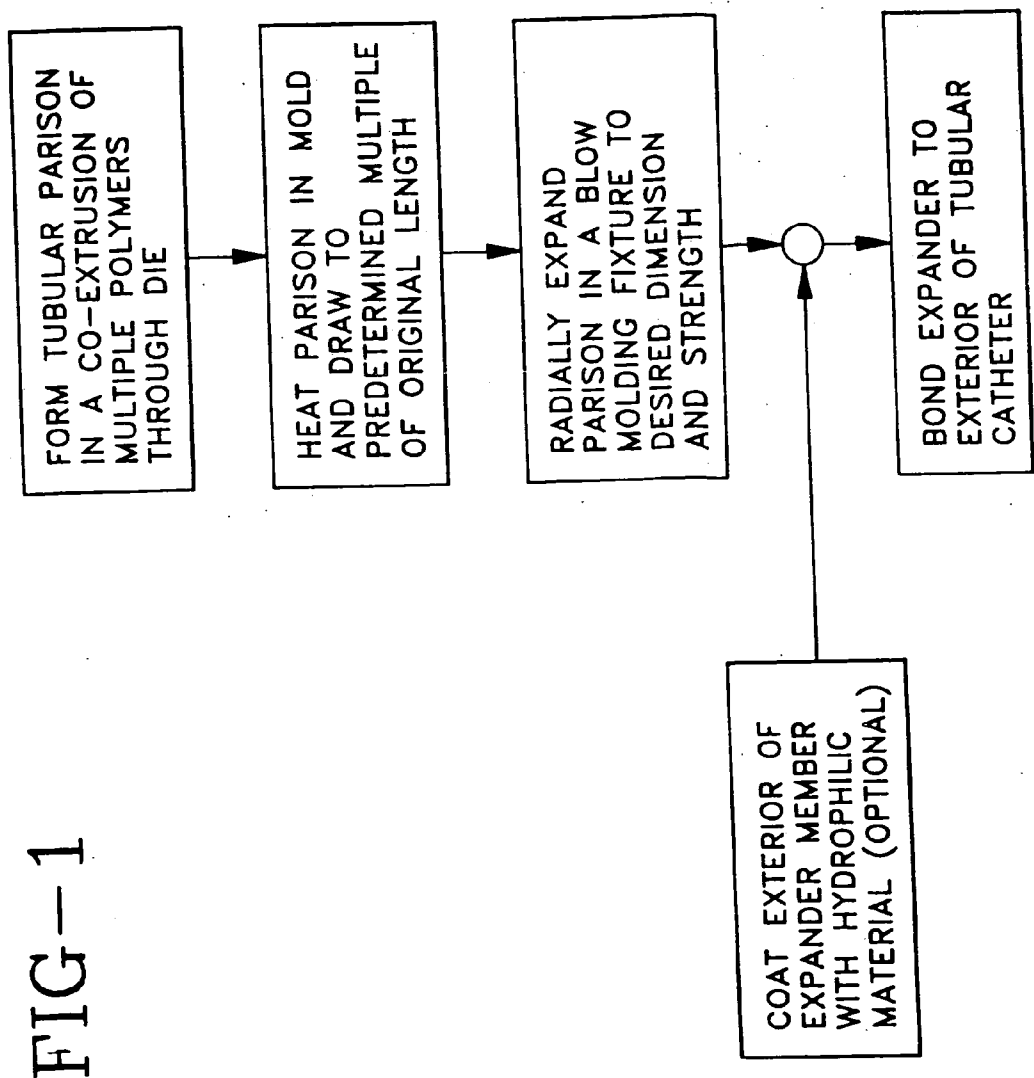 FIG-1
FORM TUBULAR PARISON
IN A CO-EXTRUSION OF
MULTIPLE POLYMERS
THROUGH DIE
HEAT PARISON IN MOLD
AND DRAW TO
PREDETERMINED MULTIPLE
OF ORIGINAL LENGTH
RADIALLY EXPAND
PARISON IN A BLOW
MOLDING FIXTURE TO
DESIRED DIMENSION
AND STRENGTH
COAT EXTERIOR OF
EXPANDER MEMBER
WITH HYDROPHILIC
MATERIAL (OPTIONAL)
BOND EXPANDER TO
EXTERIOR OF TUBULAR
CATHETER